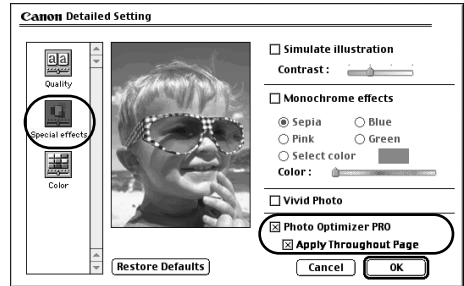 Canon Detailed Setting
aa
Quality
Special effects
Color
Simulate illustration
Contrast :
Monochrome effects
Sepia
Blue
Pink
Green
Select color
Color :
Vivid Photo
Photo Optimizer PRO
Apply Throughout Page
Restore Defaults
Cancel
OK